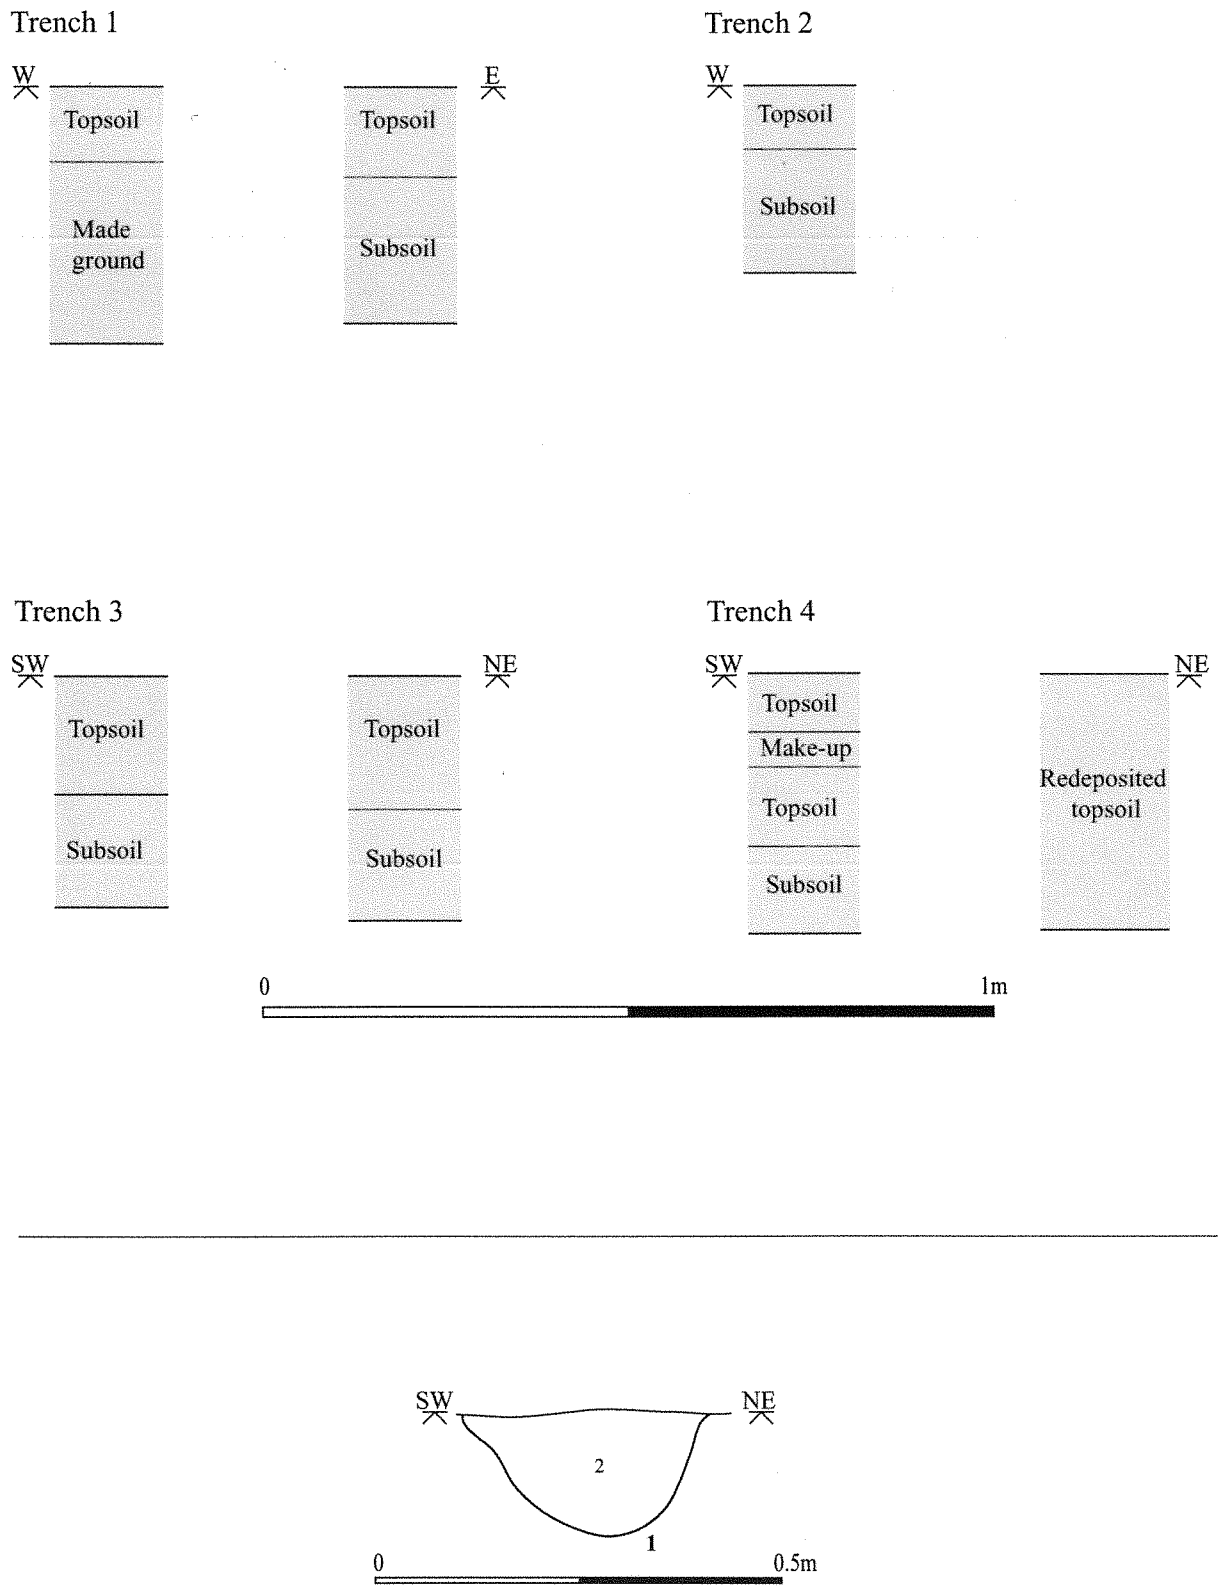 Trench 1
W
Topsoil
Made
ground
E
Topsoil
Subsoil
Trench 2
W
Topsoil
Subsoil
Trench 3
SW
Topsoil
Subsoil
NE
Topsoil
Subsoil
Trench 4
SW
Topsoil
Make-up
Topsoil
Subsoil
NE
Redeposited
topsoil
0 1m
SW NE
2
1
0 0.5m